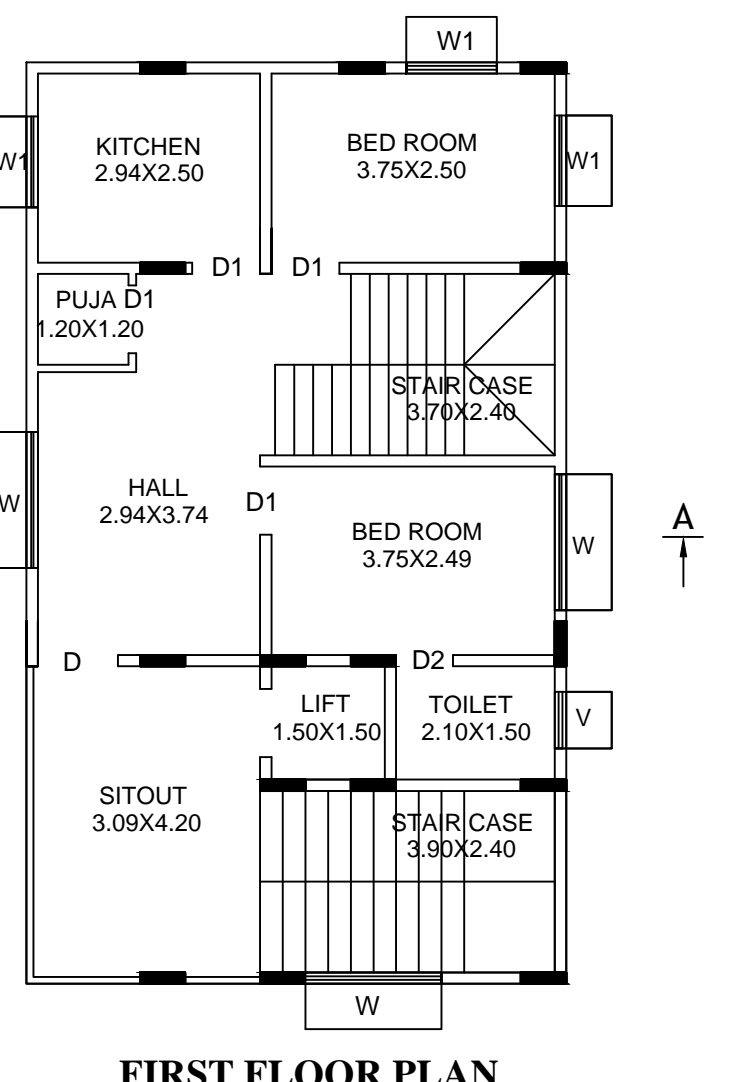 W1
KITCHEN
2.94X2.50
BED ROOM
3.75X2.50
W1
W1
D1
D1
PUJA D1
1.20X1.20
STAIR CASE
3.70X2.40
HALL
2.94X3.74
D1
W
BED ROOM
3.75X2.49
W
A
D
D2
LIFT
1.50X1.50
TOILET
2.10X1.50
V
SITOUT
3.09X4.20
STAIR CASE
3.90X2.40
W
FIRST FLOOR PLAN